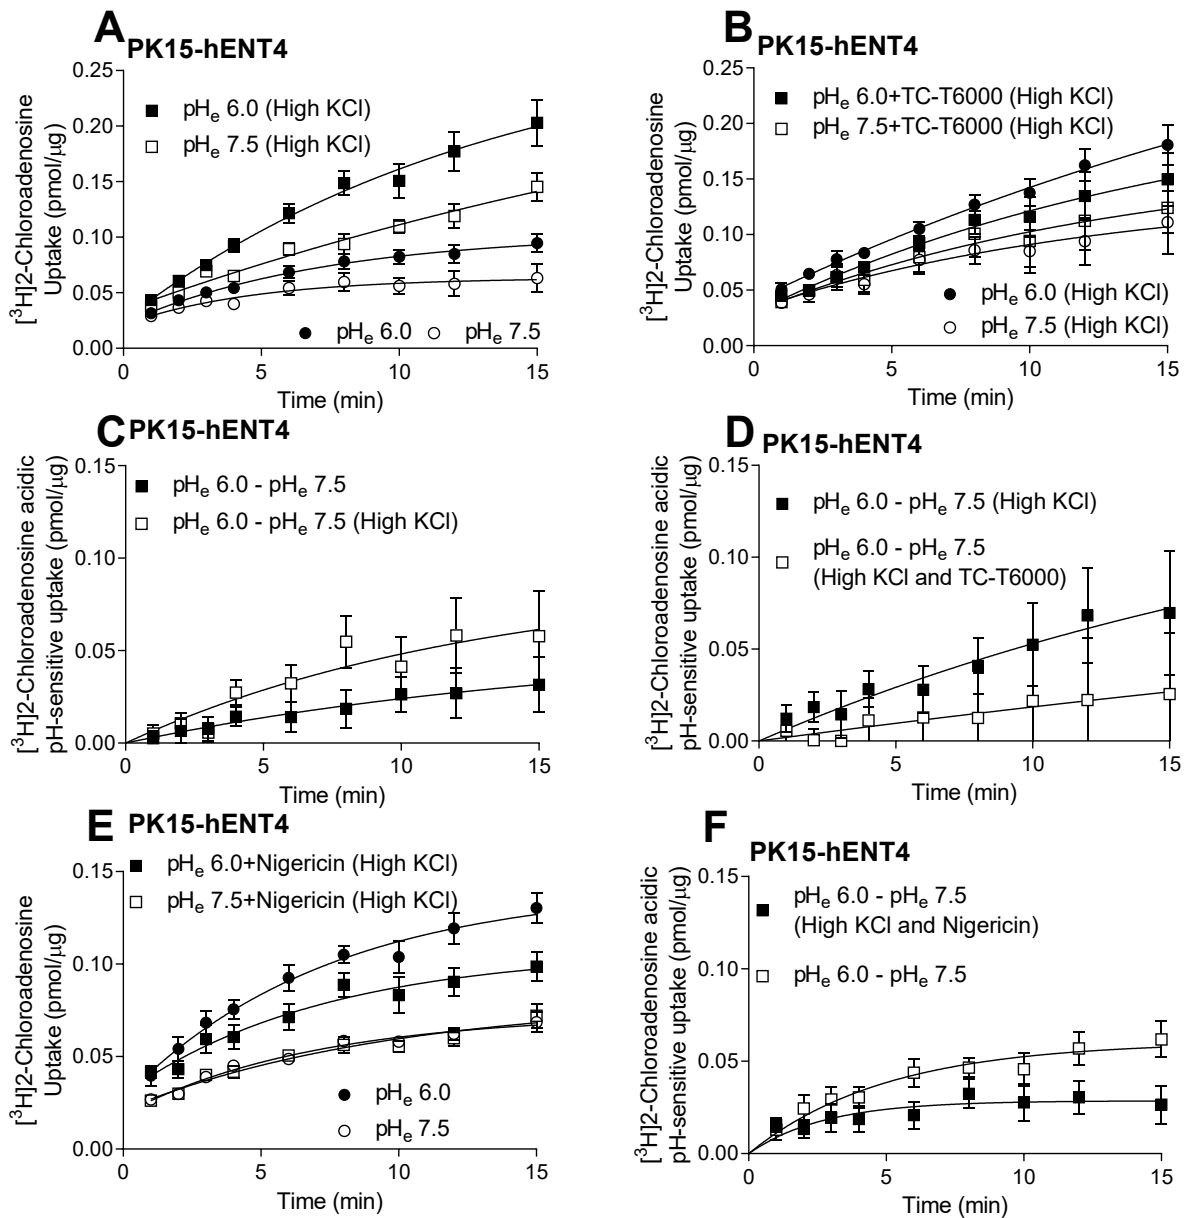 A
PK15-hENT4
[³H]2-Chloroadenosine
Uptake (pmol/μg)
0.25
0.20
0.15
0.10
0.05
0.00
pHₑ 6.0 (High KCl)
pHₑ 7.5 (High KCl)
pHₑ 6.0
pHₑ 7.5
0
5
10
15
Time (min)
B
PK15-hENT4
[³H]2-Chloroadenosine
Uptake (pmol/μg)
0.25
0.20
0.15
0.10
0.05
0.00
pHₑ 6.0+TC-T6000 (High KCl)
pHₑ 7.5+TC-T6000 (High KCl)
pHₑ 6.0 (High KCl)
pHₑ 7.5 (High KCl)
0
5
10
15
Time (min)
C
PK15-hENT4
[³H]2-Chloroadenosine acidic
pH-sensitive uptake (pmol/μg)
0.15
0.10
0.05
0.00
pHₑ 6.0 - pHₑ 7.5
pHₑ 6.0 - pHₑ 7.5 (High KCl)
0
5
10
15
Time (min)
D
PK15-hENT4
[³H]2-Chloroadenosine acidic
pH-sensitive uptake (pmol/μg)
0.15
0.10
0.05
0.00
pHₑ 6.0 - pHₑ 7.5 (High KCl)
pHₑ 6.0 - pHₑ 7.5
(High KCl and TC-T6000)
0
5
10
15
Time (min)
E
PK15-hENT4
[³H]2-Chloroadenosine
Uptake (pmol/μg)
0.15
0.10
0.05
0.00
pHₑ 6.0+Nigericin (High KCl)
pHₑ 7.5+Nigericin (High KCl)
pHₑ 6.0
pHₑ 7.5
0
5
10
15
Time (min)
F
PK15-hENT4
[³H]2-Chloroadenosine acidic
pH-sensitive uptake (pmol/μg)
0.15
0.10
0.05
0.00
pHₑ 6.0 - pHₑ 7.5
(High KCl and Nigericin)
pHₑ 6.0 - pHₑ 7.5
0
5
10
15
Time (min)